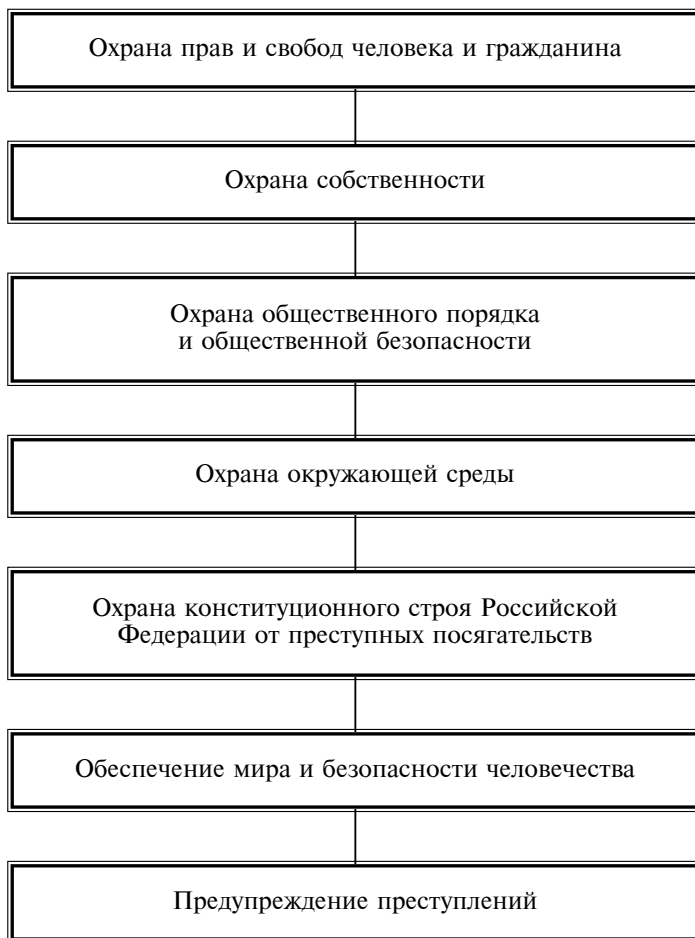 Охрана прав и свобод человека и гражданина
Охрана собственности
Охрана общественного порядка
и общественной безопасности
Охрана окружающей среды
Охрана конституционного строя Российской
Федерации от преступных посягательств
Обеспечение мира и безопасности человечества
Предупреждение преступлений